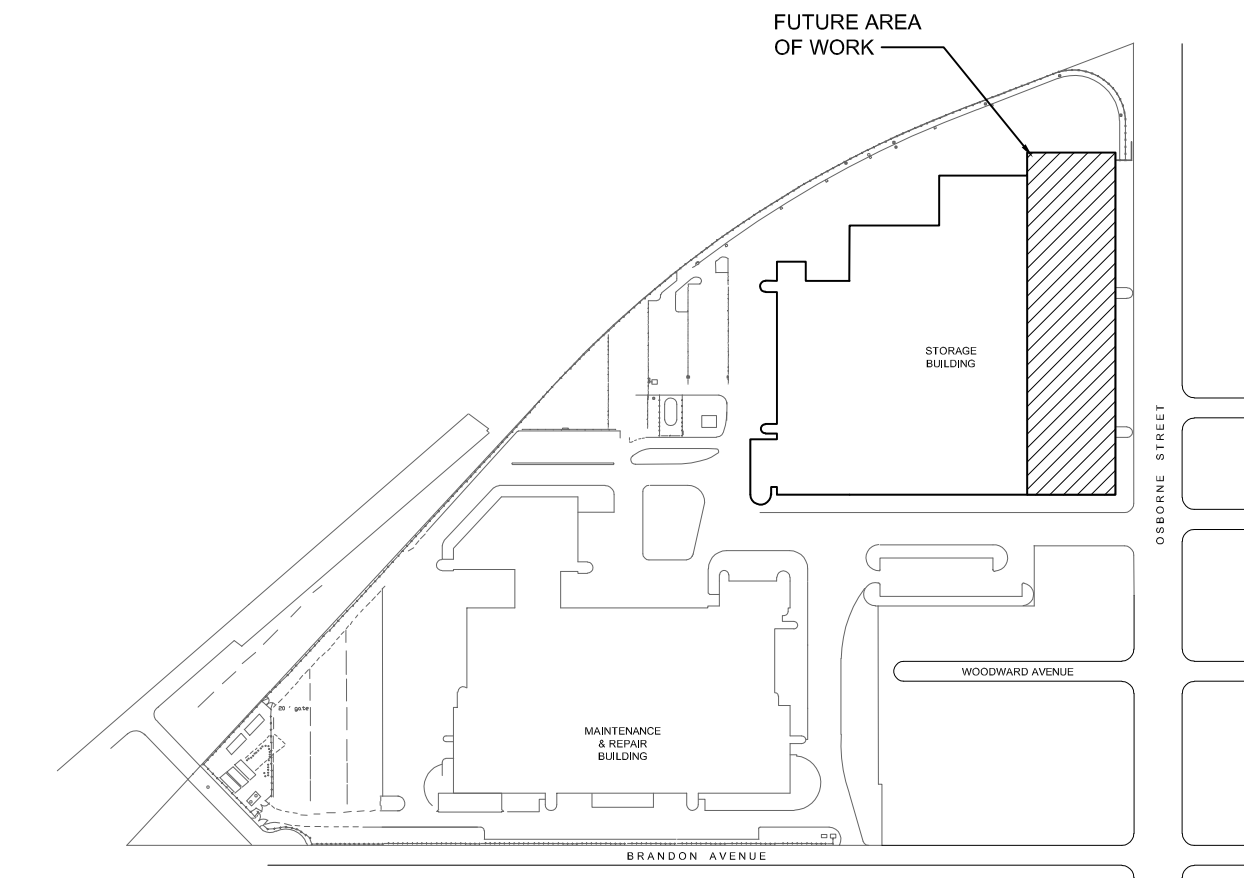 FUTURE AREA
OF WORK
STORAGE
BUILDING
OSBORNE STREET
WOODWARD AVENUE
20' gate
MAINTENANCE
& REPAIR
BUILDING
BRANDON AVENUE